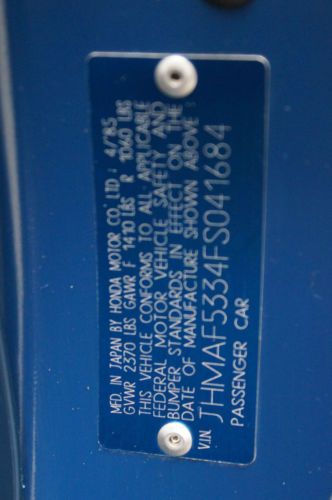 MFD. IN JAPAN BY HONDA MOTOR CO., LTD.: 4/'85
GVWR 2370 LBS GAWR F 1410 LBS R 1060 LBS
THIS VEHICLE CONFORMS TO ALL APPLICABLE
FEDERAL MOTOR VEHICLE SAFETY AND
BUMPER STANDARDS IN EFFECT ON THE
DATE OF MANUFACTURE SHOWN ABOVE
V.I.N. JHMAF5334FS041684
PASSENGER CAR